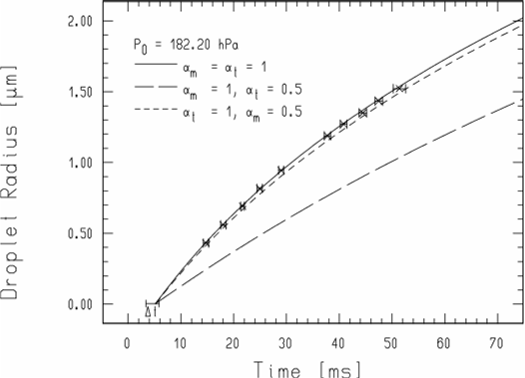 2.00
P₀ = 182.20 hPa
αₘ = αₜ = 1
1.50
αₘ = 1, αₜ = 0.5
αₜ = 1, αₘ = 0.5
1.00
0.50
0.00
Δt
0 10 20 30 40 50 60 70
Time [ms]
Droplet Radius [μm]